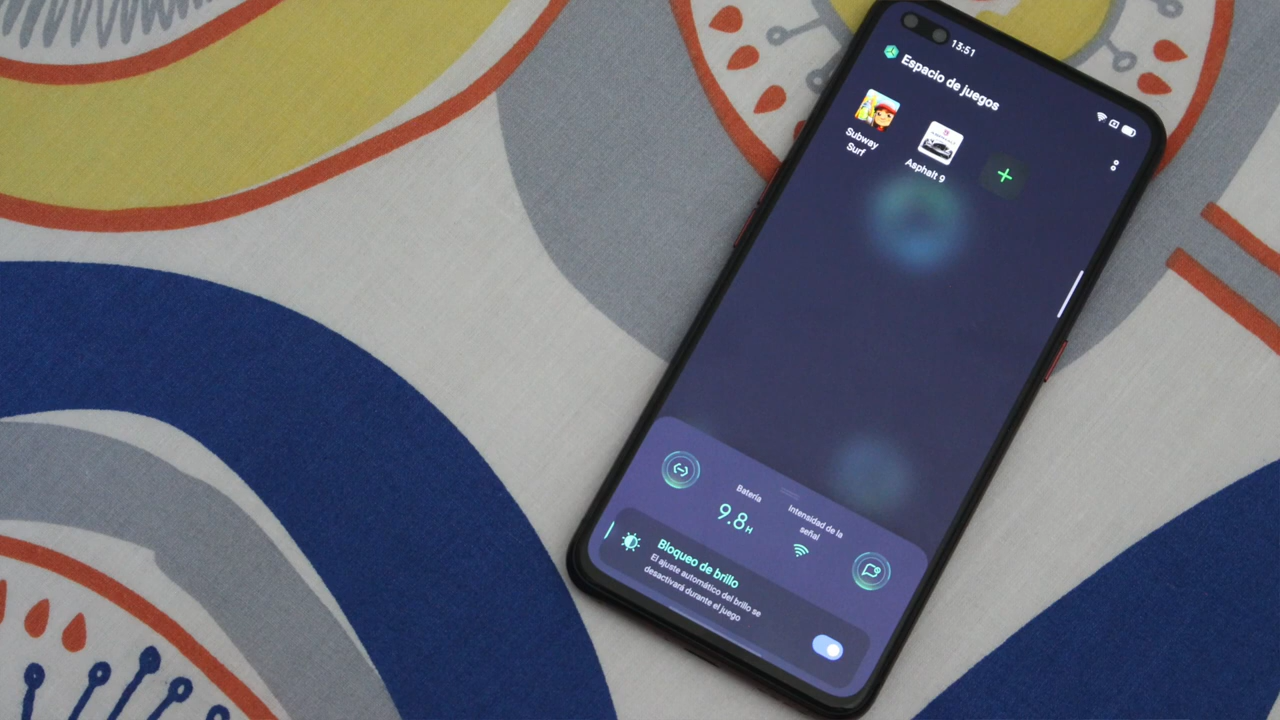 13:51
Espacio de juegos
Subway
Surf
Asphalt 9
Batería
9.8H
Intensidad de la
señal
Bloqueo de brillo
El ajuste automático del brillo se
desactivará durante el juego